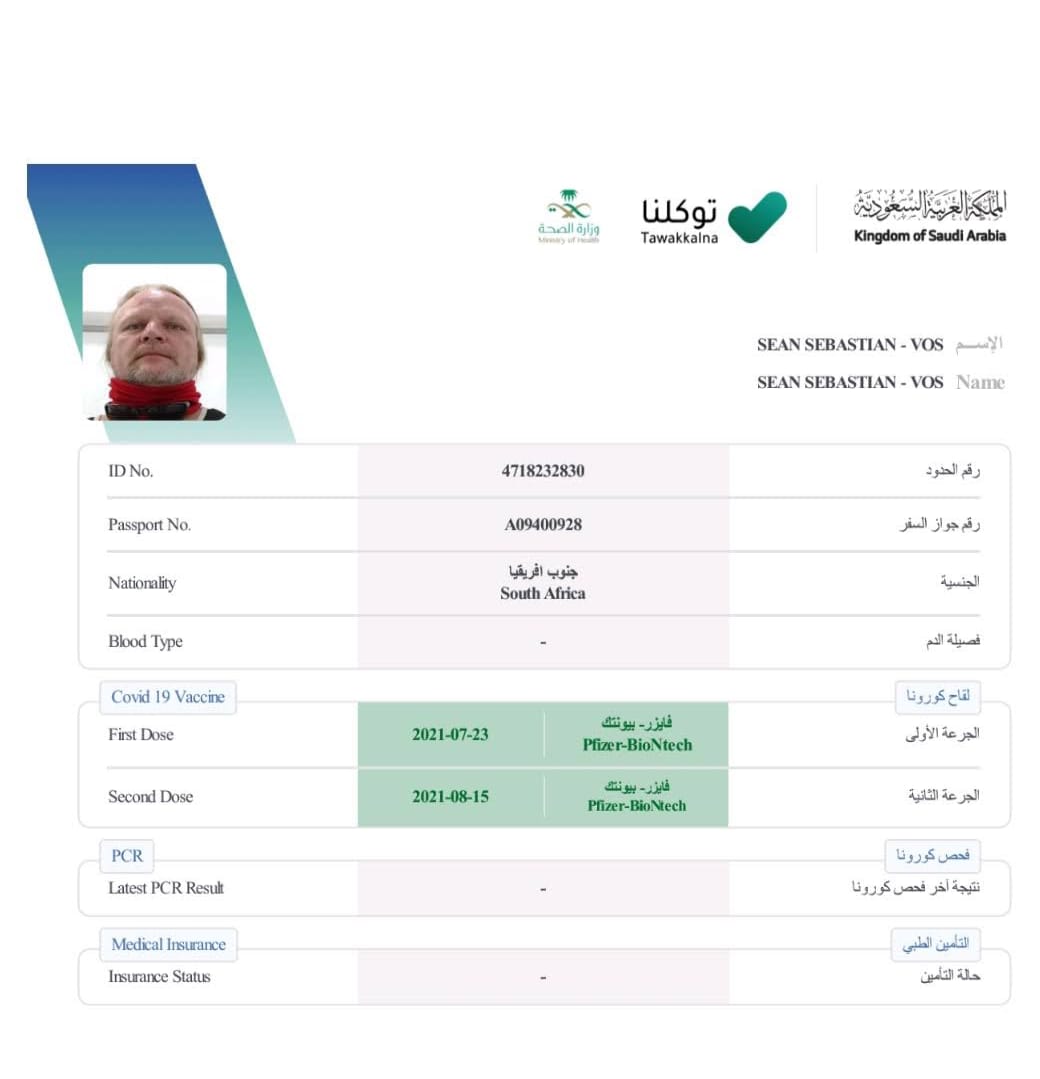 وزارة الصحة
Ministry of Health
توكلنا
Tawakkalna
المملكة العربية السعودية
Kingdom of Saudi Arabia
SEAN SEBASTIAN - VOS الإسـم
SEAN SEBASTIAN - VOS Name
ID No. 4718232830 رقم الحدود
Passport No. A09400928 رقم جواز السفر
جنوب افريقيا
Nationality South Africa الجنسية
Blood Type - فصيلة الدم
Covid 19 Vaccine لقاح كورونا
فايزر- بيونتك
First Dose 2021-07-23 Pfizer-BioNtech الجرعة الأولى
فايزر- بيونتك
Second Dose 2021-08-15 Pfizer-BioNtech الجرعة الثانية
PCR فحص كورونا
Latest PCR Result - نتيجة آخر فحص كورونا
Medical Insurance التأمين الطبي
Insurance Status - حالة التأمين